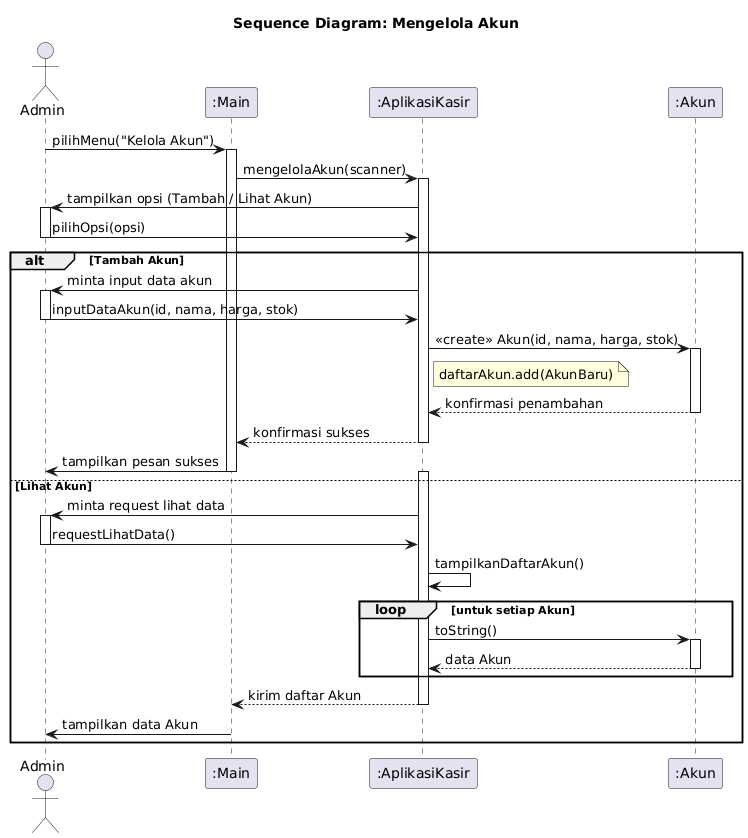 Sequence Diagram: Mengelola Akun
Admin
:Main
:AplikasiKasir
:Akun
pilihMenu("Kelola Akun")
mengelolaAkun(scanner)
tampilkan opsi (Tambah / Lihat Akun)
pilihOpsi(opsi)
alt
[Tambah Akun]
minta input data akun
inputDataAkun(id, nama, harga, stok)
«create» Akun(id, nama, harga, stok)
daftarAkun.add(AkunBaru)
konfirmasi penambahan
konfirmasi sukses
tampilkan pesan sukses
[Lihat Akun]
minta request lihat data
requestLihatData()
tampilkanDaftarAkun()
loop
[untuk setiap Akun]
toString()
data Akun
kirim daftar Akun
tampilkan data Akun
Admin
:Main
:AplikasiKasir
:Akun